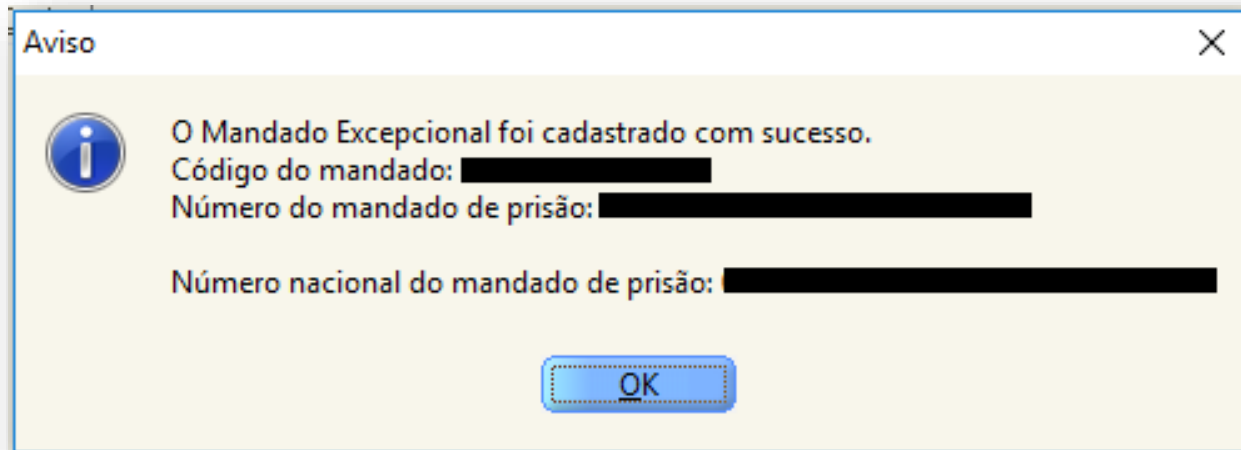 Aviso
O Mandado Excepcional foi cadastrado com sucesso.
Código do mandado:
Número do mandado de prisão:
Número nacional do mandado de prisão:
OK